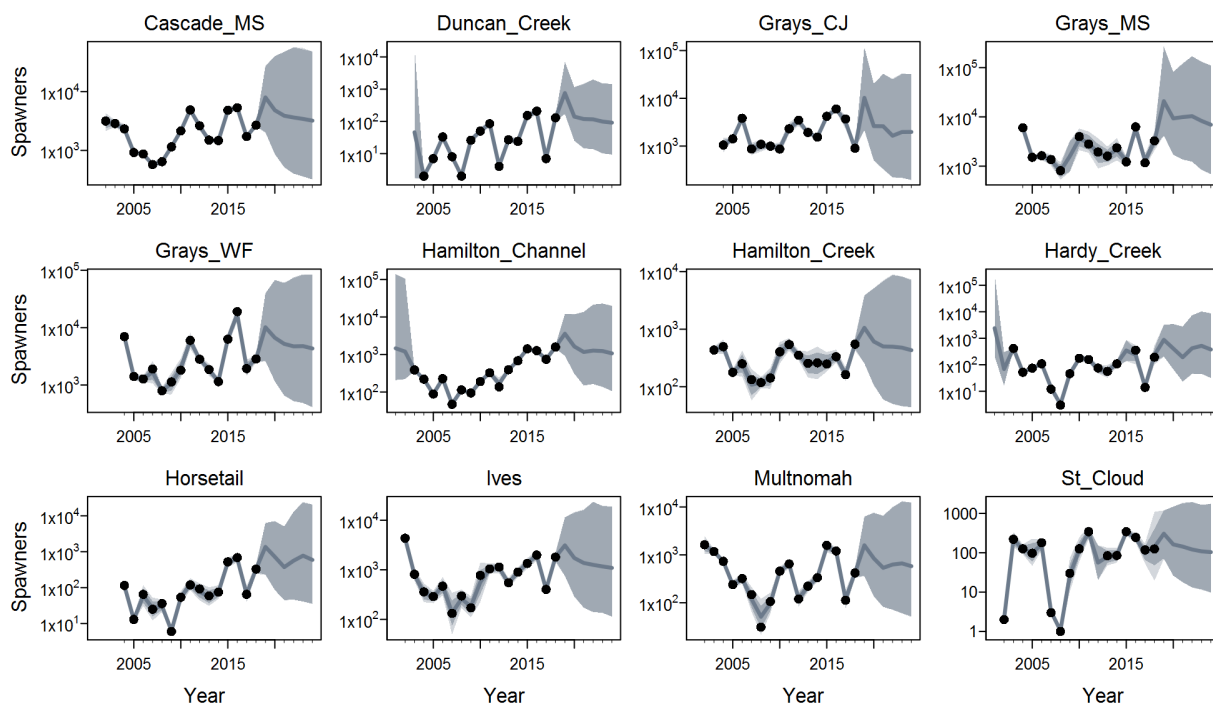 Cascade_MS Duncan_Creek Grays_CJ Grays_MS
Spawners
1x10^4
1x10^3
2005 2015
1x10^4
1x10^3
1x10^2
1x10^1
2005 2015
1x10^5
1x10^4
1x10^3
2005 2015
1x10^5
1x10^4
1x10^3
2005 2015
Grays_WF Hamilton_Channel Hamilton_Creek Hardy_Creek
Spawners
1x10^5
1x10^4
1x10^3
2005 2015
1x10^5
1x10^4
1x10^3
1x10^2
2005 2015
1x10^4
1x10^3
1x10^2
2005 2015
1x10^5
1x10^4
1x10^3
1x10^2
1x10^1
2005 2015
Horsetail Ives Multnomah St_Cloud
Spawners
1x10^4
1x10^3
1x10^2
1x10^1
2005 2015
Year
1x10^4
1x10^3
1x10^2
2005 2015
Year
1x10^4
1x10^3
1x10^2
2005 2015
Year
1000
100
10
1
2005 2015
Year